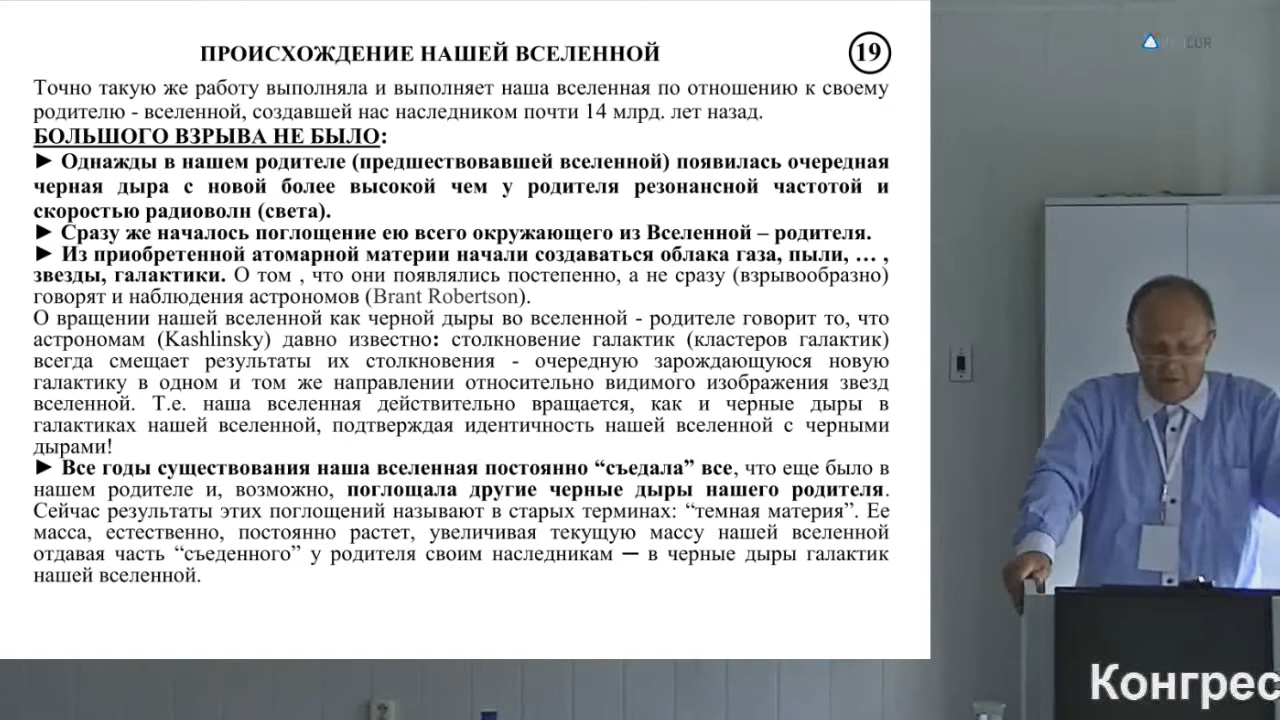 ПРОИСХОЖДЕНИЕ НАШЕЙ ВСЕЛЕННОЙ
19
Точно такую же работу выполняла и выполняет наша вселенная по отношению к своему
родителю - вселенной, создавшей нас наследником почти 14 млрд. лет назад.
БОЛЬШОГО ВЗРЫВА НЕ БЫЛО:
► Однажды в нашем родителе (предшествовавшей вселенной) появилась очередная
черная дыра с новой более высокой чем у родителя резонансной частотой и
скоростью радиоволн (света).
► Сразу же началось поглощение ею всего окружающего из Вселенной – родителя.
► Из приобретенной атомарной материи начали создаваться облака газа, пыли, … ,
звезды, галактики. О том , что они появлялись постепенно, а не сразу (взрывообразно)
говорят и наблюдения астрономов (Brant Robertson).
О вращении нашей вселенной как черной дыры во вселенной - родителе говорит то, что
астрономам (Kashlinsky) давно известно: столкновение галактик (кластеров галактик)
всегда смещает результаты их столкновения - очередную зарождающуюся новую
галактику в одном и том же направлении относительно видимого изображения звезд
вселенной. Т.е. наша вселенная действительно вращается, как и черные дыры в
галактиках нашей вселенной, подтверждая идентичность нашей вселенной с черными
дырами!
► Все годы существования наша вселенная постоянно “съедала” все, что еще было в
нашем родителе и, возможно, поглощала другие черные дыры нашего родителя.
Сейчас результаты этих поглощений называют в старых терминах: “темная материя”. Ее
масса, естественно, постоянно растет, увеличивая текущую массу нашей вселенной
отдавая часть “съеденного” у родителя своим наследникам ─ в черные дыры галактик
нашей вселенной.
Конгрес